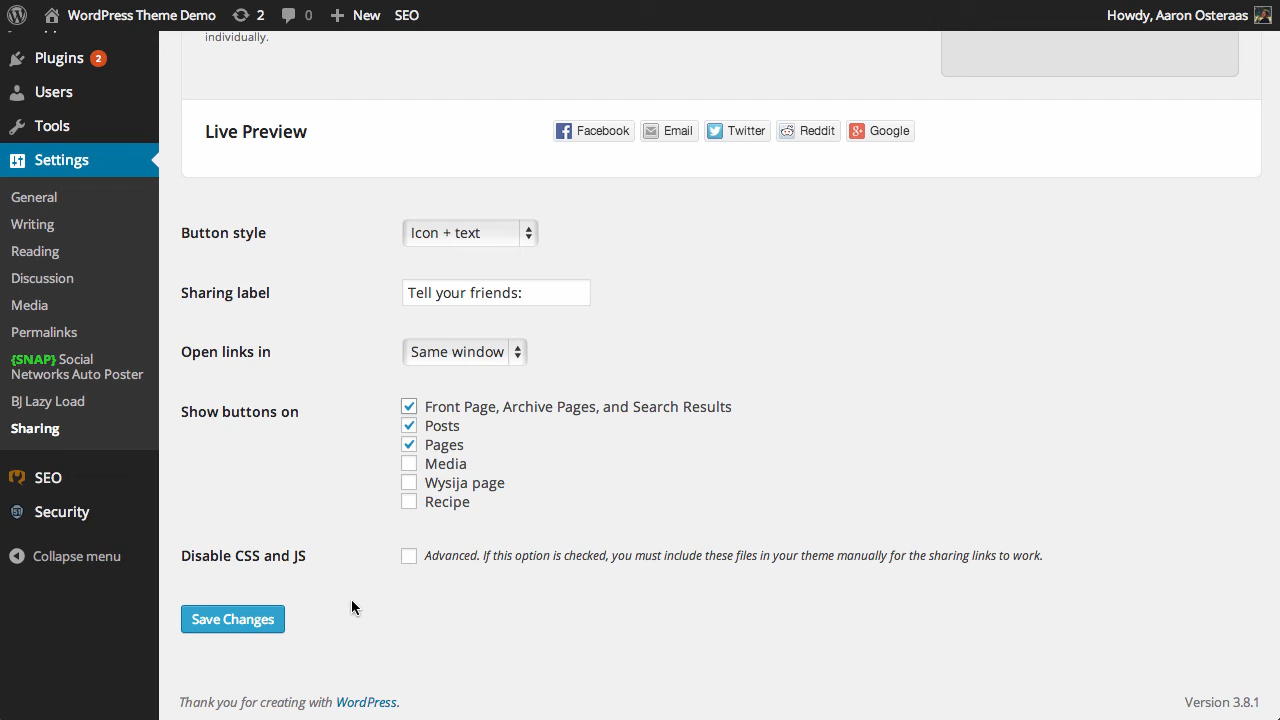 WordPress Theme Demo 2 0 New SEO Howdy, Aaron Osteraas
Plugins 2
Users
Tools
Settings
General
Writing
Reading
Discussion
Media
Permalinks
{SNAP} Social
Networks Auto Poster
BJ Lazy Load
Sharing
SEO
Security
Collapse menu
individually.
Live Preview Facebook Email Twitter Reddit Google
Button style Icon + text
Sharing label Tell your friends:
Open links in Same window
Show buttons on Front Page, Archive Pages, and Search Results
Posts
Pages
Media
Wysija page
Recipe
Disable CSS and JS Advanced. If this option is checked, you must include these files in your theme manually for the sharing links to work.
Save Changes
Thank you for creating with WordPress. Version 3.8.1